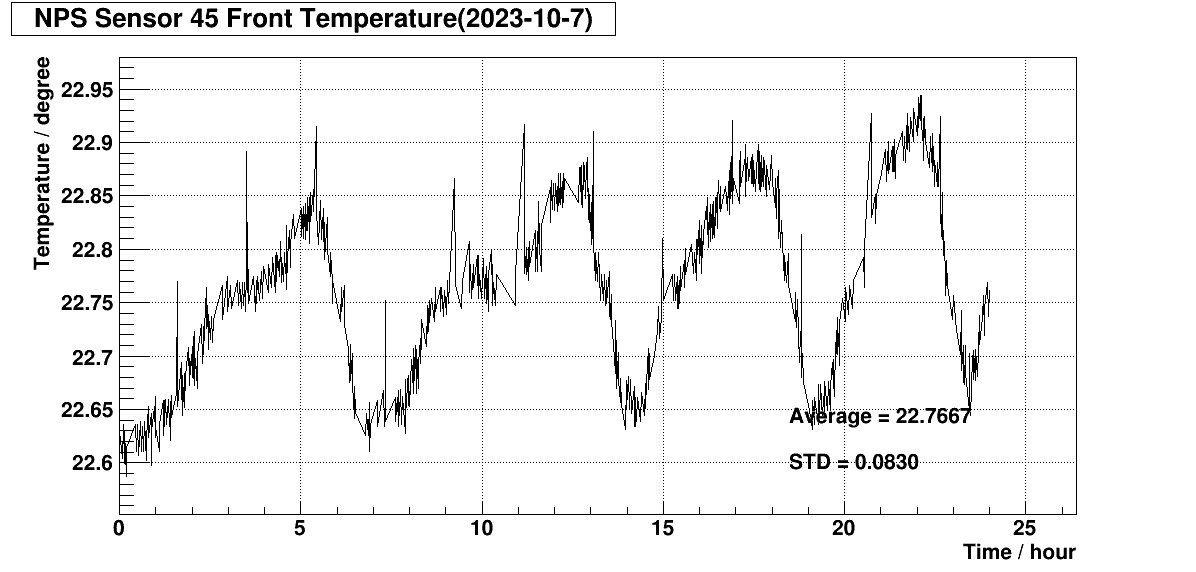 NPS Sensor 45 Front Temperature(2023-10-7)
Temperature / degree
22.95
22.9
22.85
22.8
22.75
22.7
22.65
22.6
Average = 22.7667
STD = 0.0830
0 5 10 15 20 25
Time / hour